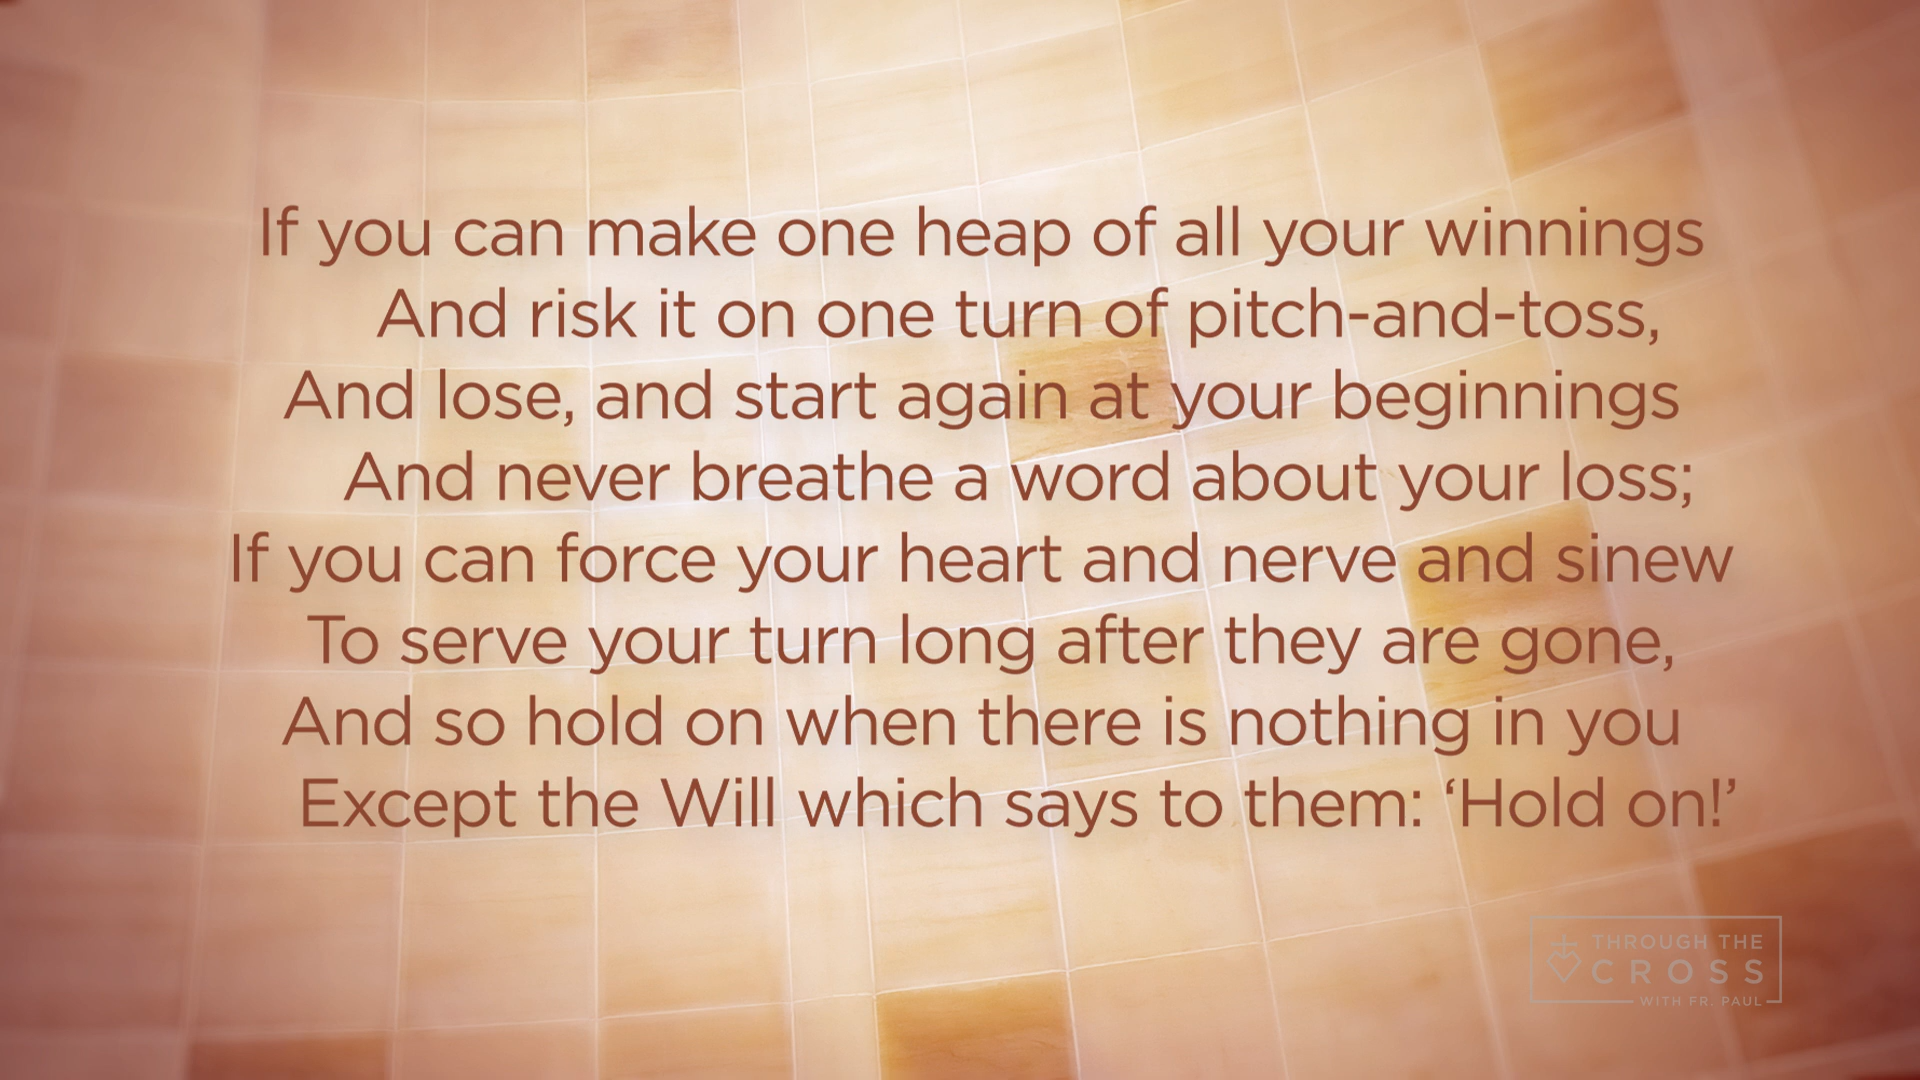 If you can make one heap of all your winnings
And risk it on one turn of pitch-and-toss,
And lose, and start again at your beginnings
And never breathe a word about your loss;
If you can force your heart and nerve and sinew
To serve your turn long after they are gone,
And so hold on when there is nothing in you
Except the Will which says to them: ‘Hold on!’
THROUGH THE
CROSS
WITH FR. PAUL